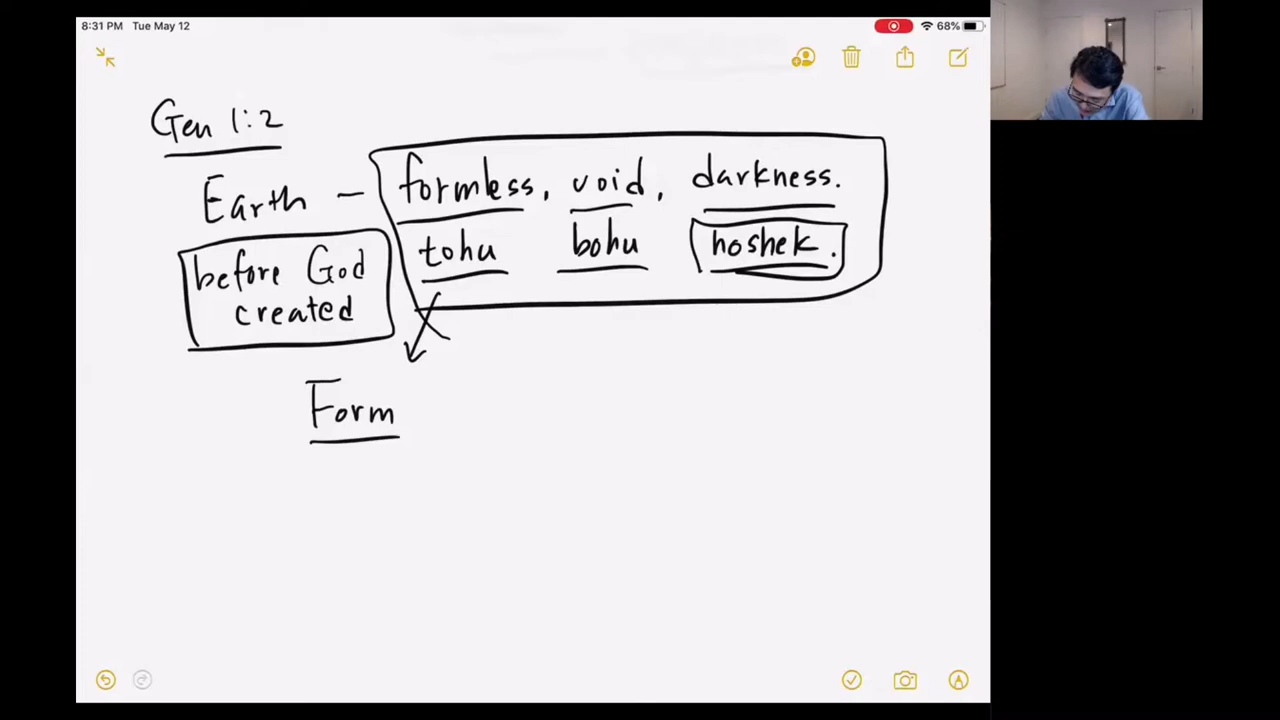 8:31 PM Tue May 12
68%
Gen 1:2
Earth - formless, void, darkness.
tohu bohu hoshek.
before God
created
Form